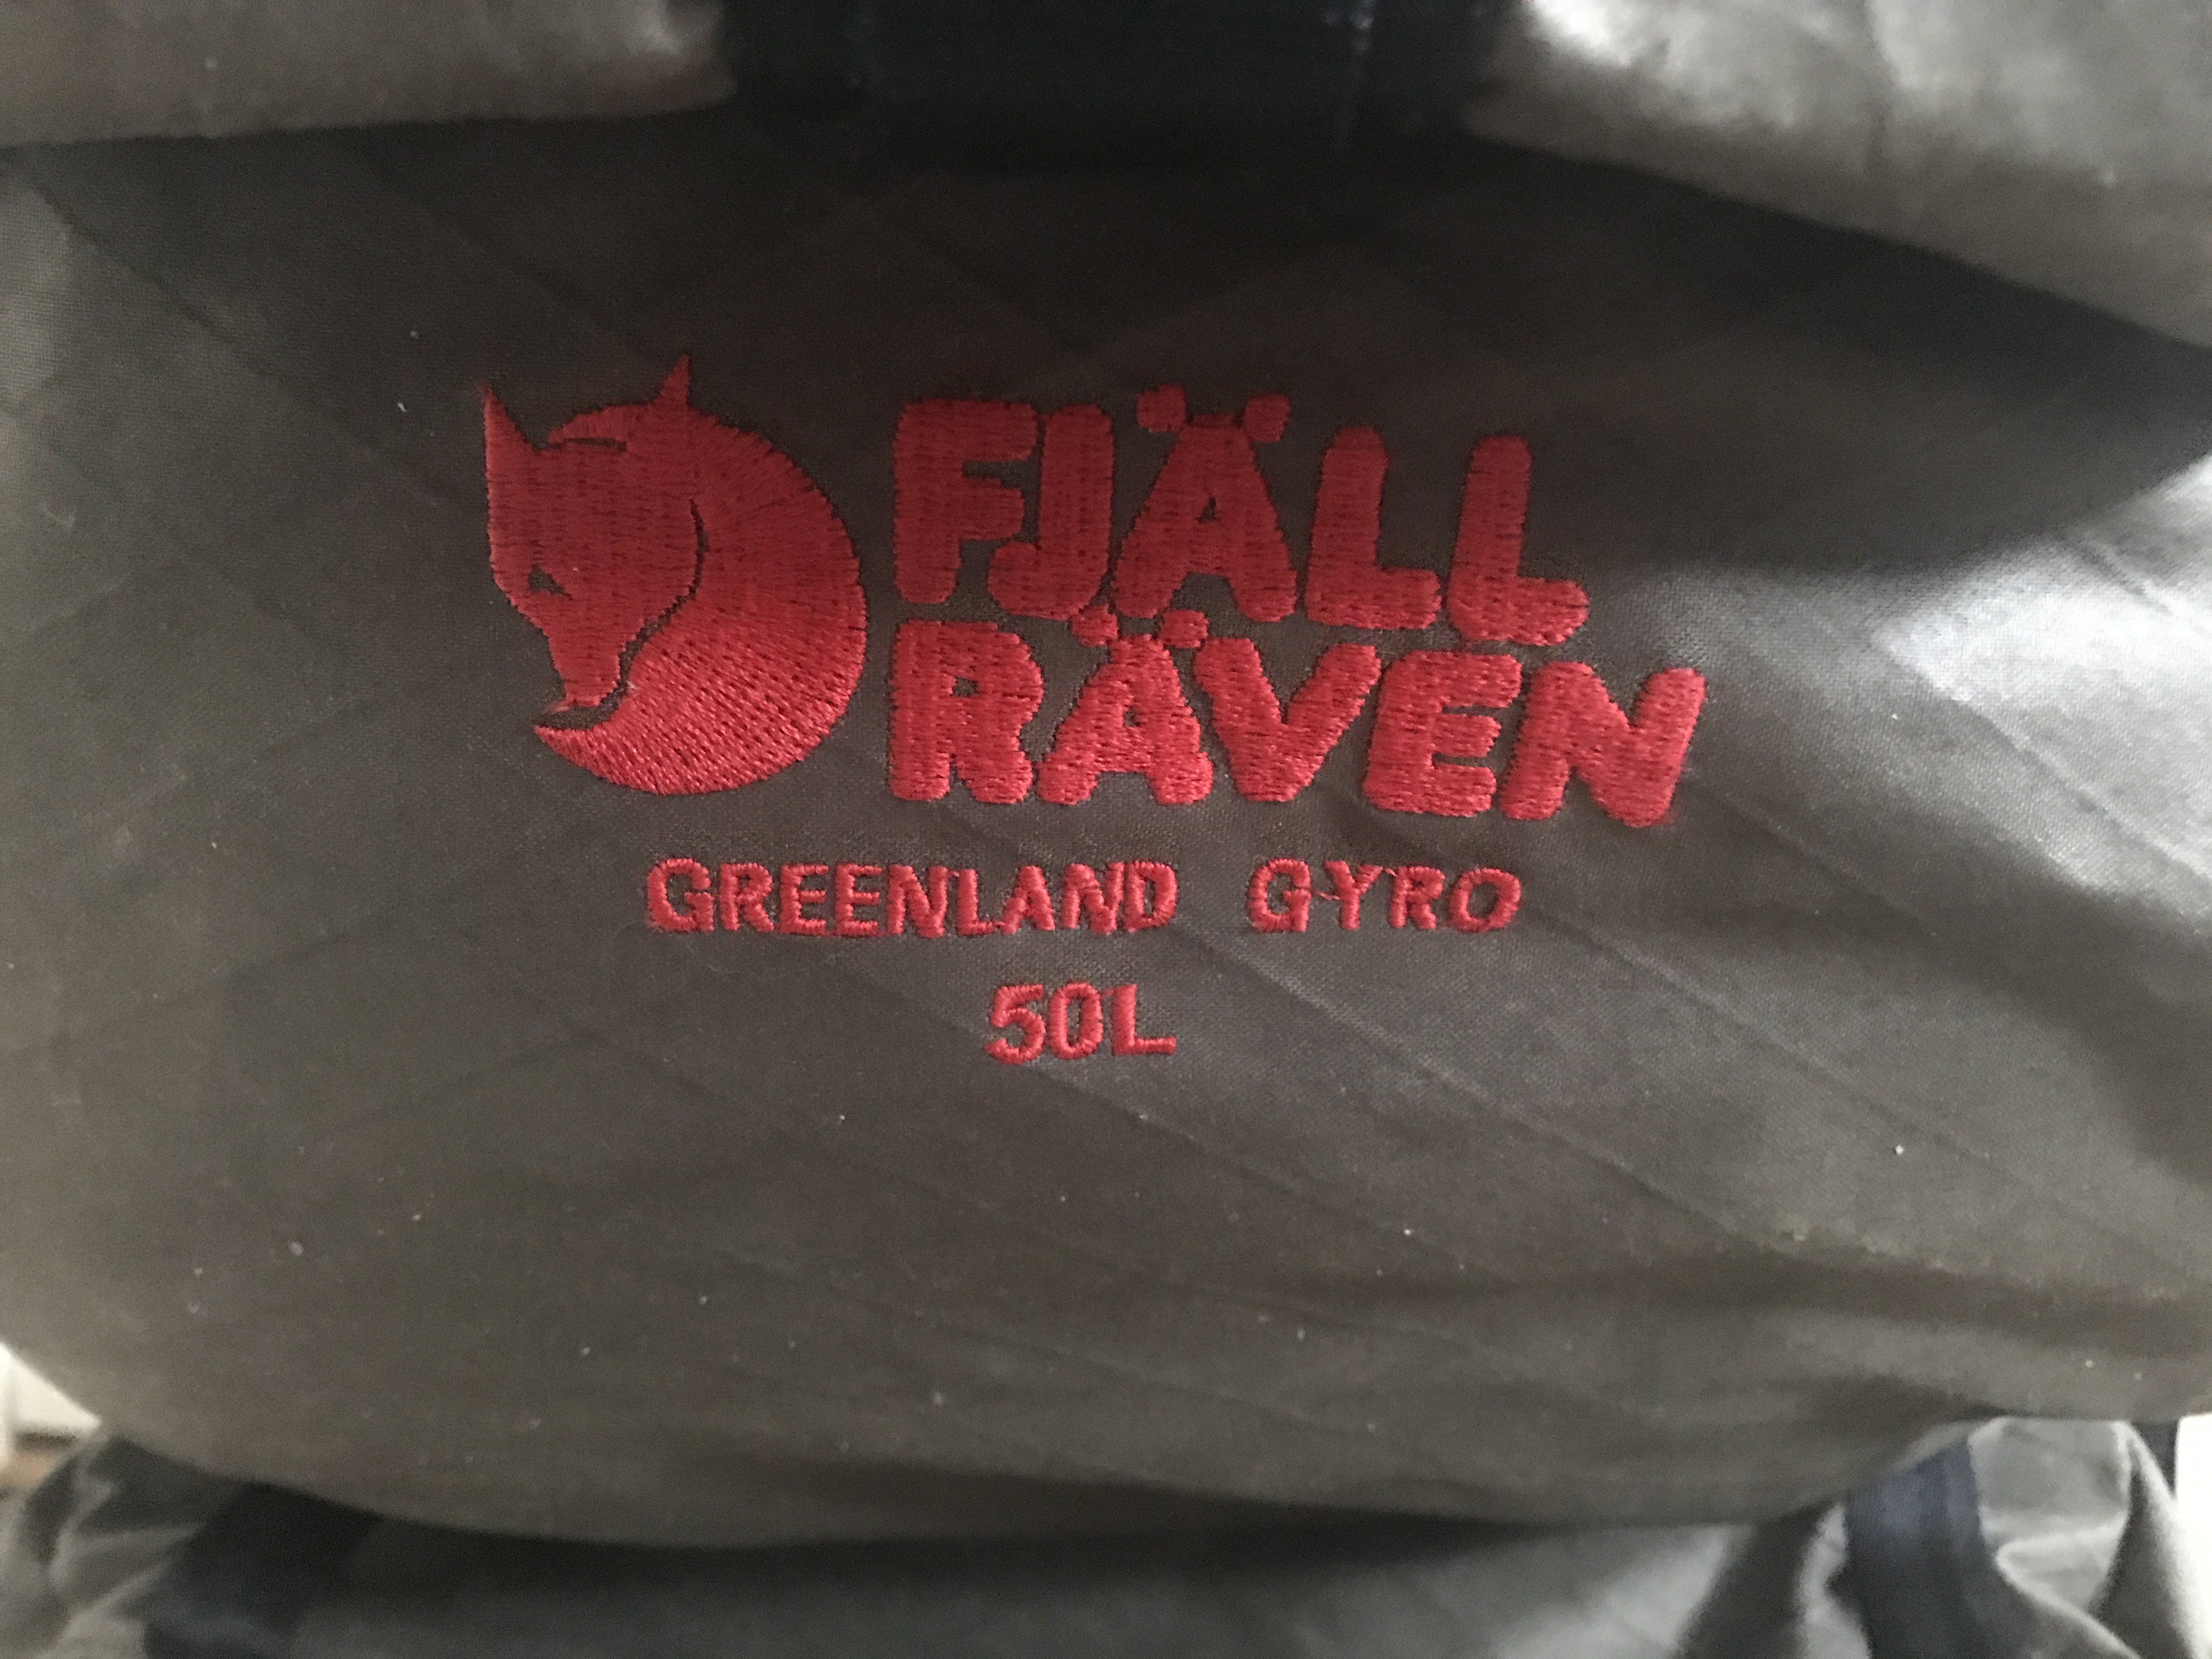 FJÄLL
RÄVEN
GREENLAND GYRO
50L